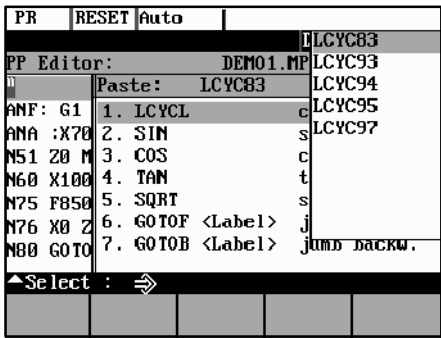 PR RESET Auto
LCYC83
PP Editor: DEMO1.MP LCYC93
Paste: LCYC83 LCYC94
ANF: G1 1. LCYCL c LCYC95
ANA :X70 2. SIN s LCYC97
N51 Z0 M 3. COS c
N60 X100 4. TAN t
N75 F850 5. SQRT s
N76 X0 Z 6. GOTOF <Label> j
N80 GOTO 7. GOTOB <Label> jump backw.
Select :